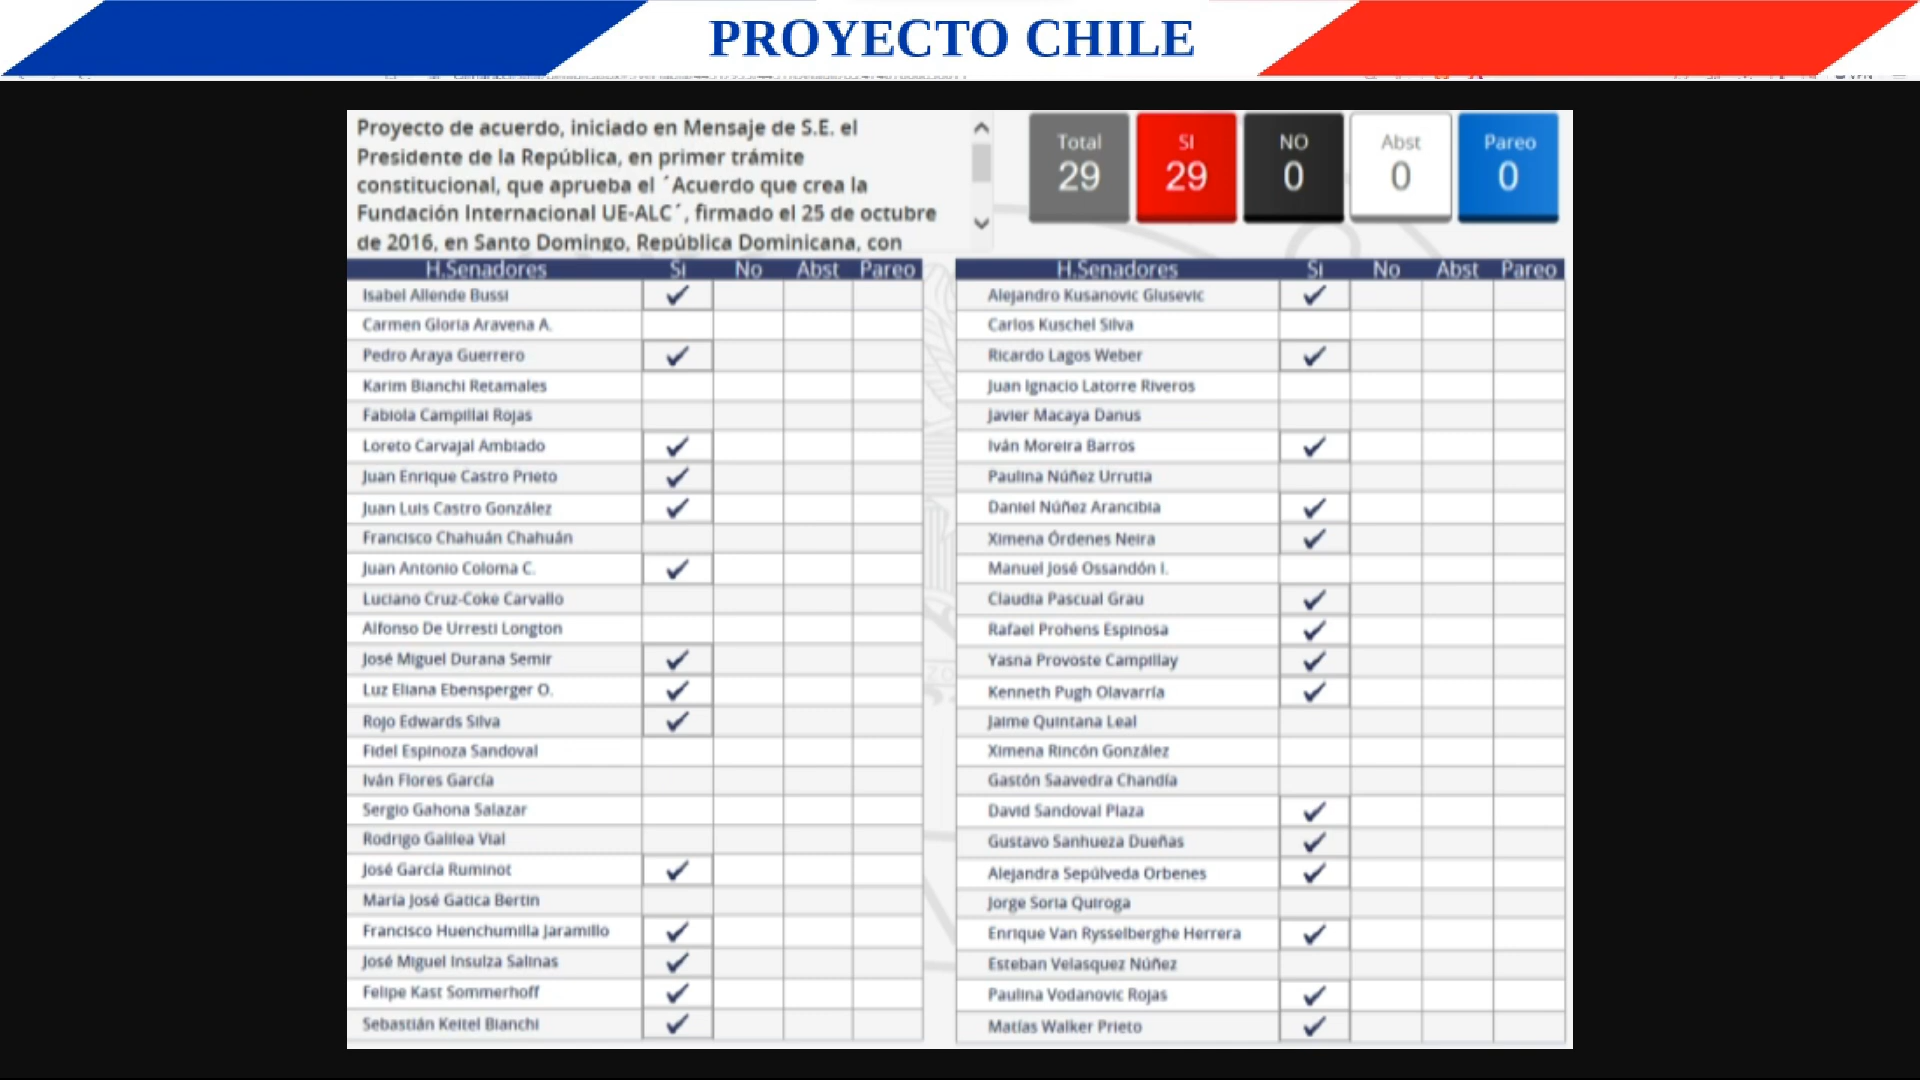 PROYECTO CHILE
Proyecto de acuerdo, iniciado en Mensaje de S.E. el
Presidente de la República, en primer trámite
constitucional, que aprueba el ´Acuerdo que crea la
Fundación Internacional UE-ALC´, firmado el 25 de octubre
de 2016, en Santo Domingo, República Dominicana, con
Total
29
SI
29
NO
0
Abst
0
Pareo
0
H.Senadores Si No Abst Pareo
Isabel Allende Bussi ✓
Carmen Gloria Aravena A.
Pedro Araya Guerrero ✓
Karim Bianchi Retamales
Fabiola Campillai Rojas
Loreto Carvajal Ambiado ✓
Juan Enrique Castro Prieto ✓
Juan Luis Castro González ✓
Francisco Chahuán Chahuán
Juan Antonio Coloma C. ✓
Luciano Cruz-Coke Carvallo
Alfonso De Urresti Longton
José Miguel Durana Semir ✓
Luz Eliana Ebensperger O. ✓
Rojo Edwards Silva ✓
Fidel Espinoza Sandoval
Iván Flores García
Sergio Gahona Salazar
Rodrigo Galilea Vial
José García Ruminot ✓
María José Gatica Bertin
Francisco Huenchumilla Jaramillo ✓
José Miguel Insulza Salinas ✓
Felipe Kast Sommerhoff ✓
Sebastián Keitel Bianchi ✓
H.Senadores Si No Abst Pareo
Alejandro Kusanovic Glusevic ✓
Carlos Kuschel Silva
Ricardo Lagos Weber ✓
Juan Ignacio Latorre Riveros
Javier Macaya Danus
Iván Moreira Barros ✓
Paulina Núñez Urrutia
Daniel Núñez Arancibia ✓
Ximena Órdenes Neira ✓
Manuel José Ossandón I.
Claudia Pascual Grau ✓
Rafael Prohens Espinosa ✓
Yasna Provoste Campillay ✓
Kenneth Pugh Olavarría ✓
Jaime Quintana Leal
Ximena Rincón González
Gastón Saavedra Chandía
David Sandoval Plaza ✓
Gustavo Sanhueza Dueñas ✓
Alejandra Sepúlveda Orbenes ✓
Jorge Soria Quiroga
Enrique Van Rysselberghe Herrera ✓
Esteban Velasquez Núñez
Paulina Vodanovic Rojas ✓
Matías Walker Prieto ✓